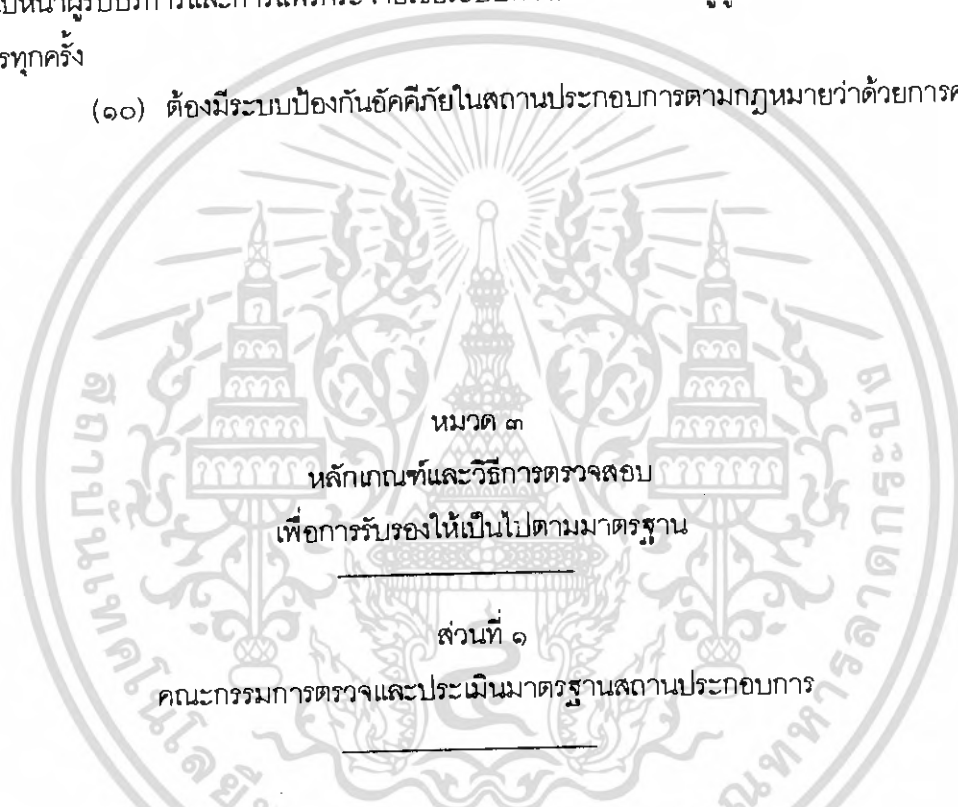 รทุกครั้ง
(๑๐) ต้องมีระบบป้องกันอัคคีภัยในสถานประกอบการตามกฎหมายว่าด้วยการค
หมวด ๓
หลักเกณฑ์และวิธีการตรวจสอบ
เพื่อการรับรองให้เป็นไปตามมาตรฐาน
ส่วนที่ ๑
คณะกรรมการตรวจและประเมินมาตรฐานสถานประกอบการ